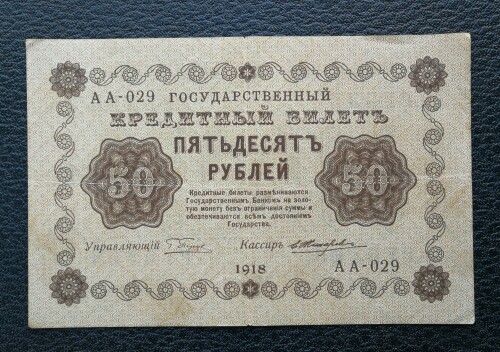 АА-029 ГОСУДАРСТВЕННЫЙ
КРЕДИТНЫЙ БИЛЕТЪ
ПЯТЬДЕСЯТЪ
РУБЛЕЙ
50
50
Кредитные билеты размѣниваются
Государственнымъ Банкомъ на золо-
тую монету безъ ограниченія суммы и
обезпечиваются всѣмъ достояніемъ
Государства.
Управляющій
Кассиръ
1918
АА-029